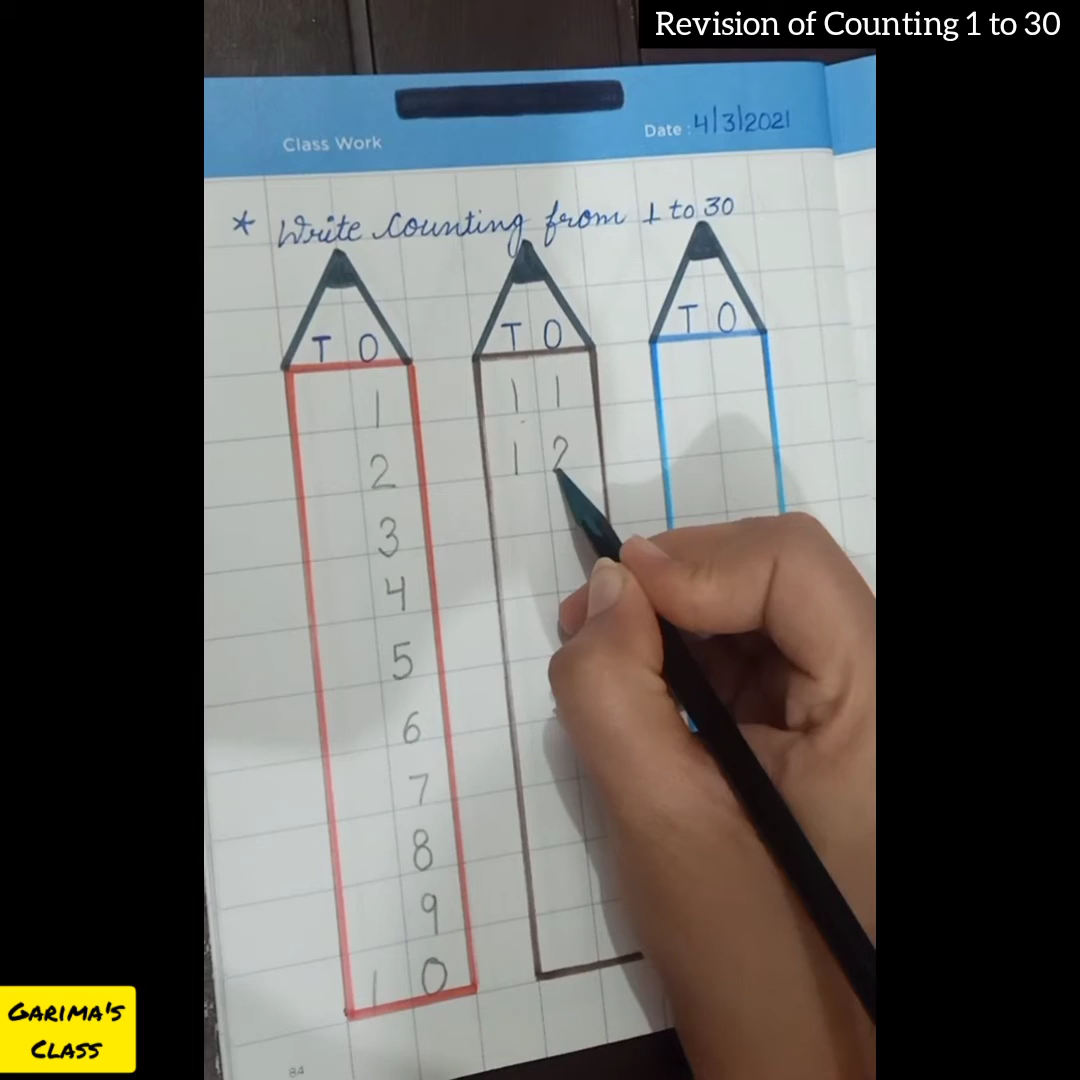 Revision of Counting 1 to 30
Class Work
Date : 4/3/2021
* Write Counting from 1 to 30
T O
T O
T O
1
2
3
4
5
6
7
8
9
1 0
1 1
1 2
84
GARIMA'S
CLASS